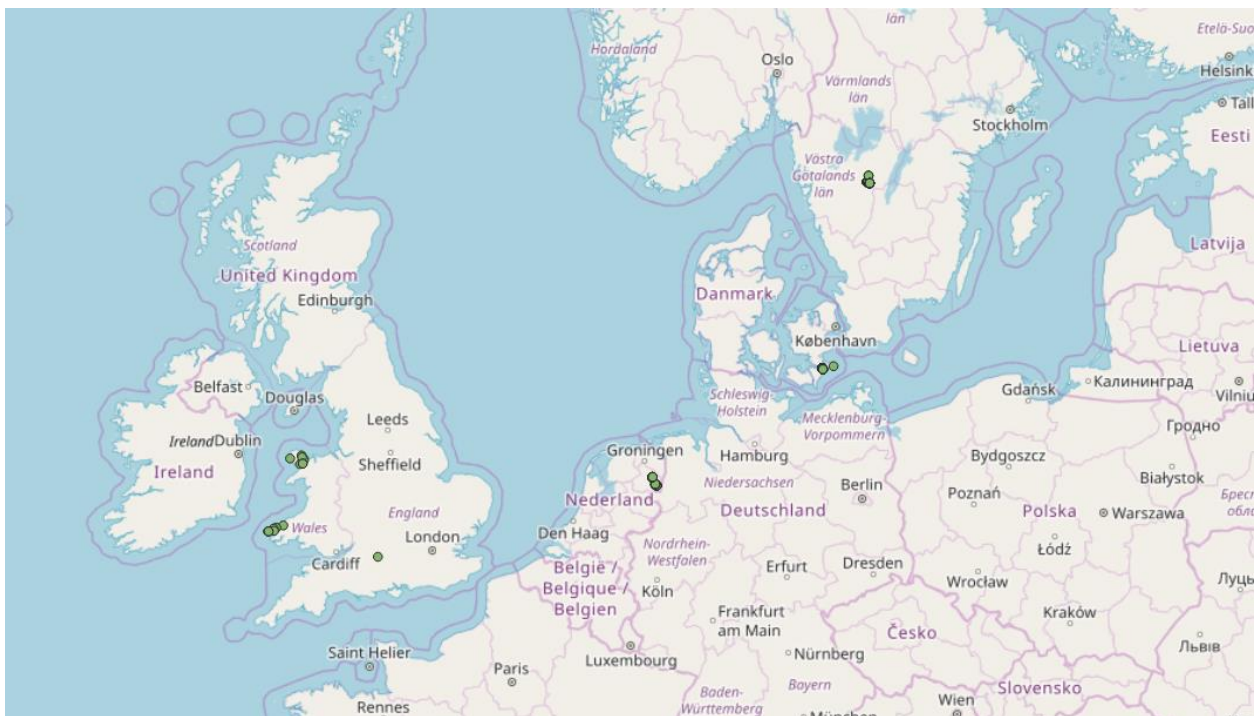 län
Etelä-Suo
Hordaland
Helsink
Oslo
Värmlands
län
Tall
Stockholm
Eesti
Västra
Götalands
län
Scotland
Latvija
United Kingdom
Edinburgh
Danmark
København
Lietuva
Belfast
Gdańsk
Калининград
Vilniu
Douglas
Schleswig-
Holstein
Mecklenburg-
Vorpommern
Гродно
Leeds
Ireland
Dublin
Groningen
Hamburg
Bydgoszcz
Ireland
Sheffield
Niedersachsen
Białystok
Berlin
Nederland
Poznań
Polska
Брес
обла
Deutschland
Warszawa
Wales
England
Den Haag
London
Cardiff
Nordrhein-
Westfalen
Łódź
België /
Belgique /
Belgien
Erfurt
Dresden
Wrocław
Луць
Köln
Frankfurt
am Main
Kraków
Česko
Львів
Saint Helier
Luxembourg
Nürnberg
Paris
Slovensko
Baden-
Württemberg
Bayern
Rennes
München
Wien